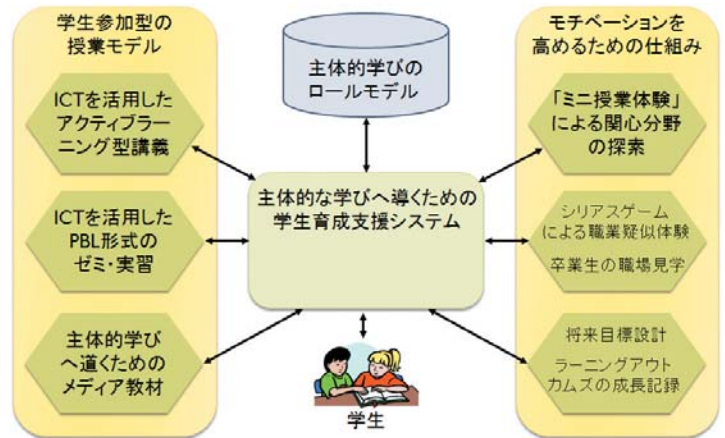 学生参加型の
授業モデル
ICTを活用した
アクティブラー
ニング型講義
ICTを活用した
PBL形式の
ゼミ・実習
主体的学び
へ道くための
メディア教材
主体的学びの
ロールモデル
主体的な学びへ導くための
学生育成支援システム
学生
モチベーションを
高めるための仕組み
「ミニ授業体験」
による関心分野
の探索
シリアスゲーム
による職業疑似体験
卒業生の職場見学
将来目標設計
ラーニングアウト
カムズの成長記録